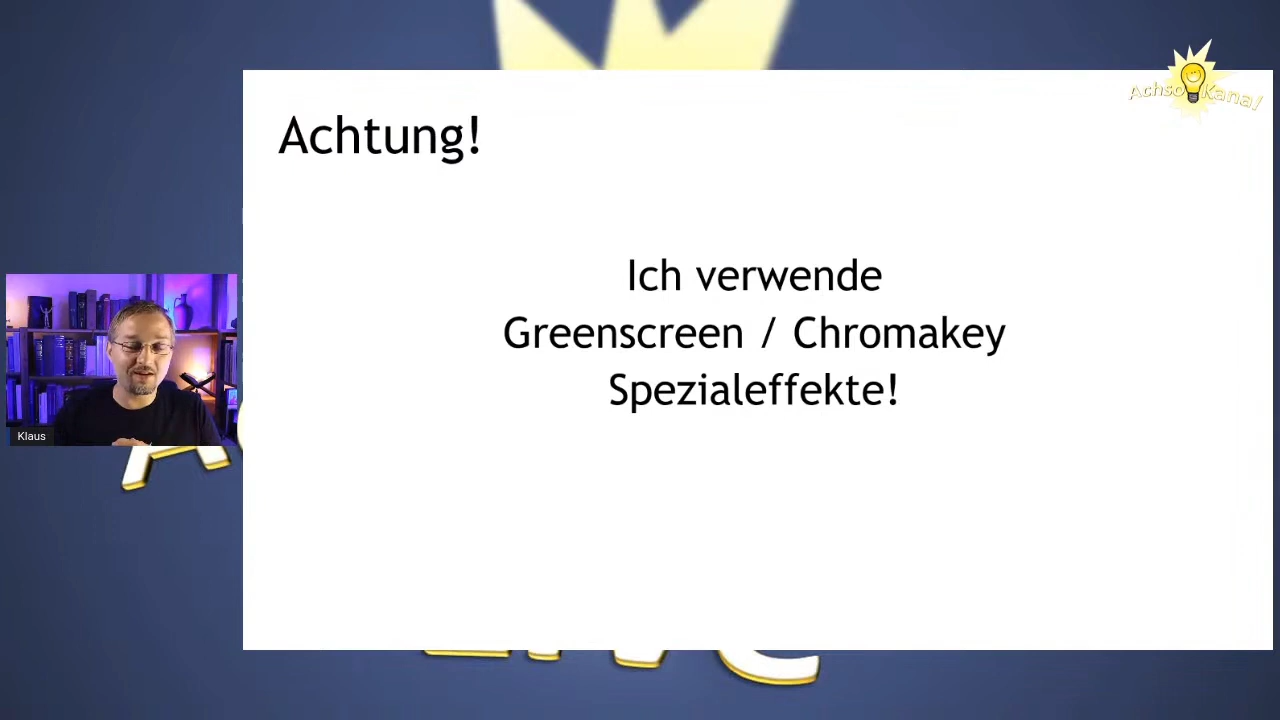 Achso Kanal
Achtung!
Ich verwende
Greenscreen / Chromakey
Spezialeffekte!
Klaus